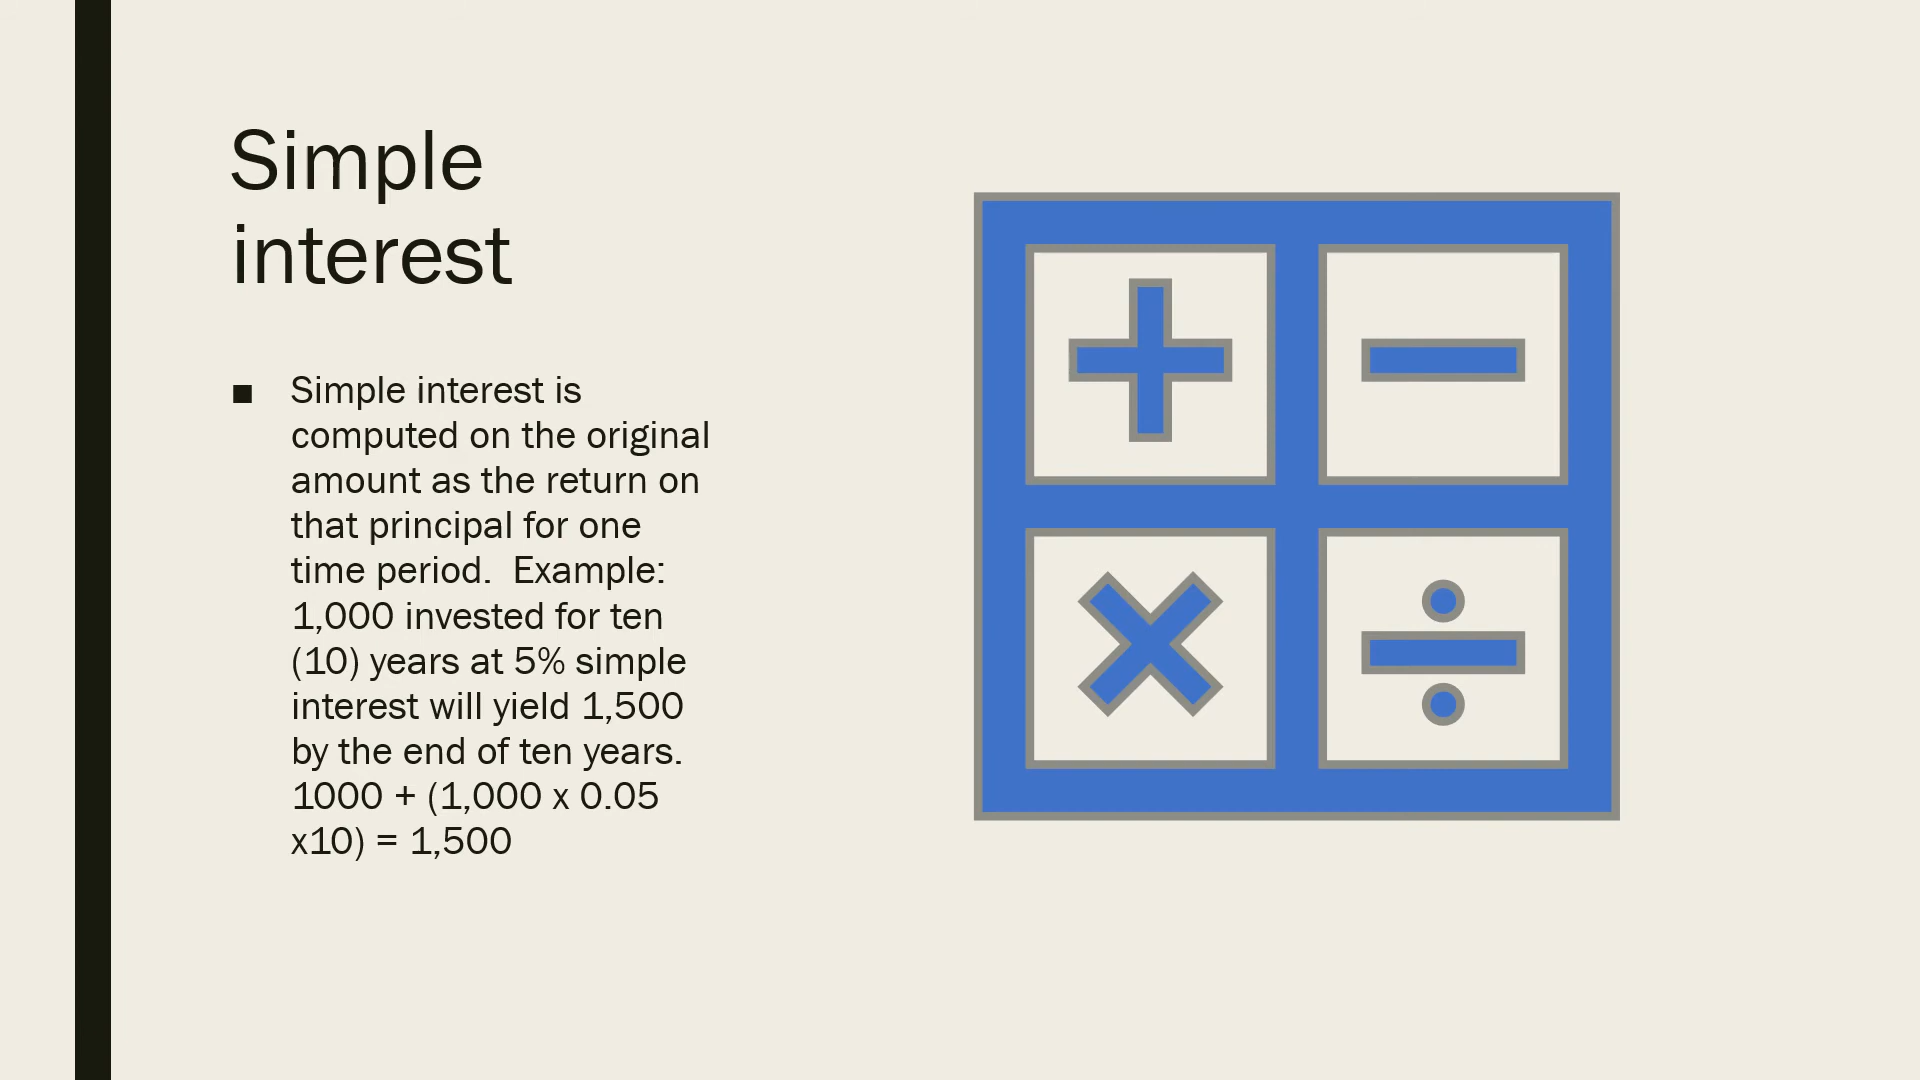 Simple
interest
■ Simple interest is
computed on the original
amount as the return on
that principal for one
time period.  Example:
1,000 invested for ten
(10) years at 5% simple
interest will yield 1,500
by the end of ten years.
1000 + (1,000 x 0.05
x10) = 1,500